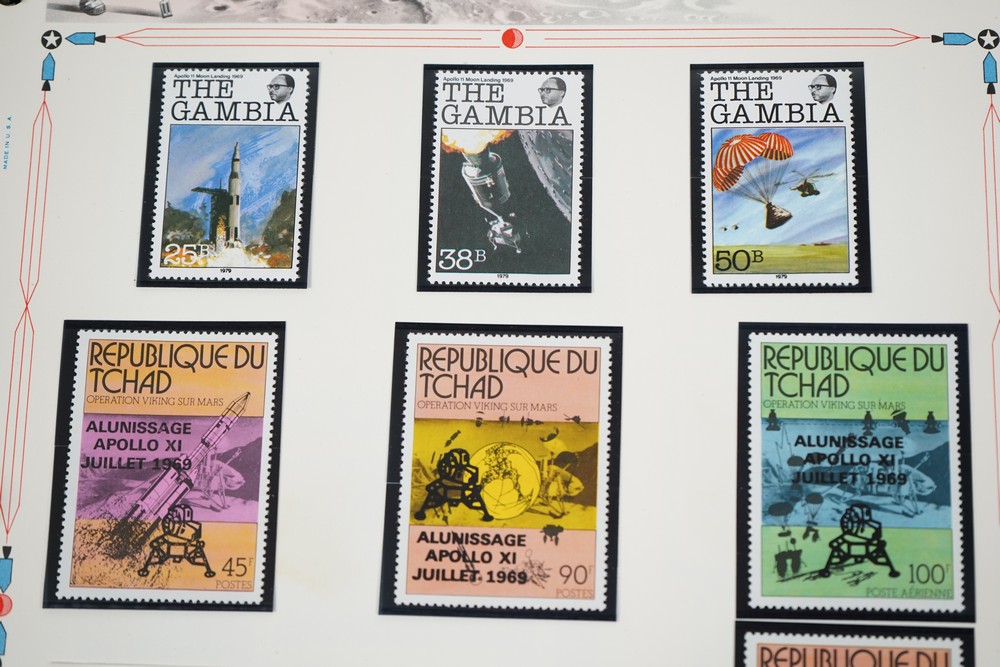 MADE IN U.S.A.
Apollo 11 Moon Landing 1969
THE
GAMBIA
25B
1979
Apollo 11 Moon Landing 1969
THE
GAMBIA
38B
1979
Apollo 11 Moon Landing 1969
THE
GAMBIA
50B
1979
REPUBLIQUE DU
TCHAD
OPERATION VIKING SUR MARS
ALUNISSAGE
APOLLO XI
JUILLET 1969
45F
POSTES
REPUBLIQUE DU
TCHAD
OPERATION VIKING SUR MARS
ALUNISSAGE
APOLLO XI
JUILLET 1969
90F
POSTES
REPUBLIQUE DU
TCHAD
OPERATION VIKING SUR MARS
ALUNISSAGE
APOLLO XI
JUILLET 1969
100F
POSTE AÉRIENNE
REPUBLIQUE DU